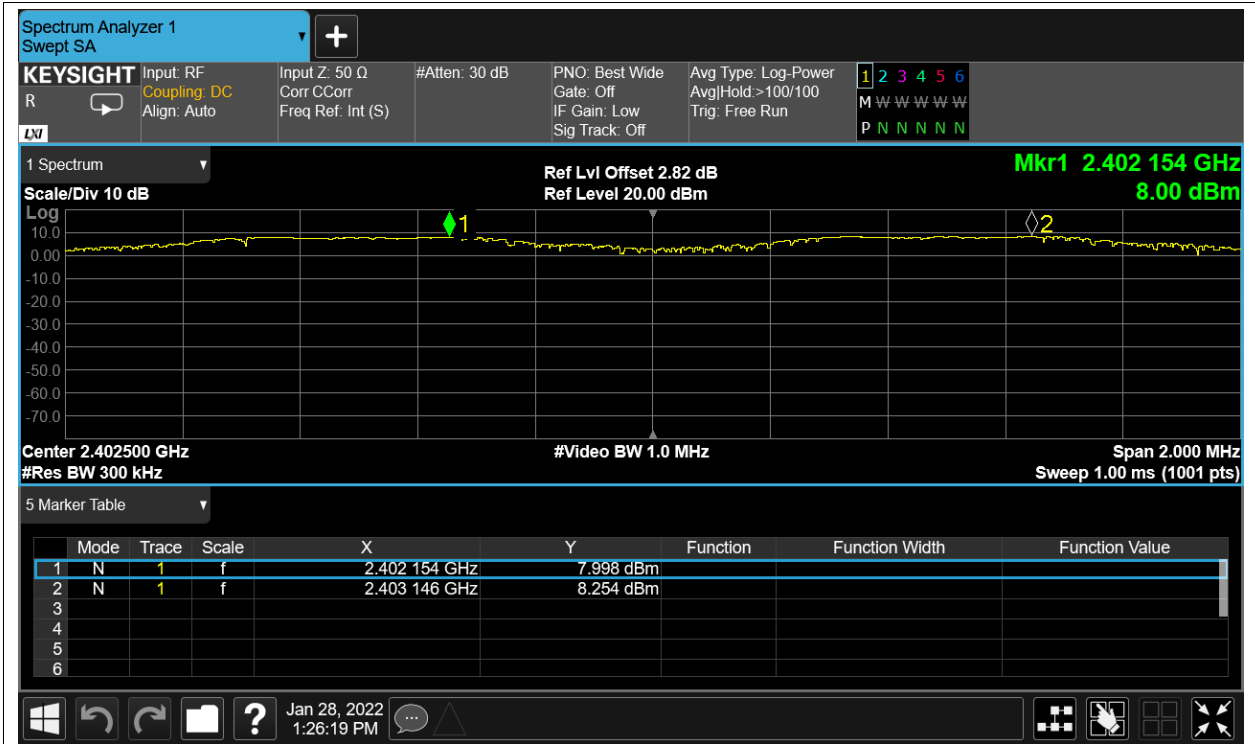 Spectrum Analyzer 1
Swept SA
KEYSIGHT
R
LXI
Input: RF
Coupling: DC
Align: Auto
Input Z: 50 Ω
Corr CCorr
Freq Ref: Int (S)
#Atten: 30 dB
PNO: Best Wide
Gate: Off
IF Gain: Low
Sig Track: Off
Avg Type: Log-Power
Avg|Hold:>100/100
Trig: Free Run
1 2 3 4 5 6
M W W W W W
P N N N N N
1 Spectrum
Scale/Div 10 dB
Ref Lvl Offset 2.82 dB
Ref Level 20.00 dBm
Mkr1 2.402 154 GHz
8.00 dBm
Log
10.0
0.00
-10.0
-20.0
-30.0
-40.0
-50.0
-60.0
-70.0
1
2
Center 2.402500 GHz
#Res BW 300 kHz
#Video BW 1.0 MHz
Span 2.000 MHz
Sweep 1.00 ms (1001 pts)
5 Marker Table
Mode Trace Scale X Y Function Function Width Function Value
1 N 1 f 2.402 154 GHz 7.998 dBm
2 N 1 f 2.403 146 GHz 8.254 dBm
3
4
5
6
?
Jan 28, 2022
1:26:19 PM